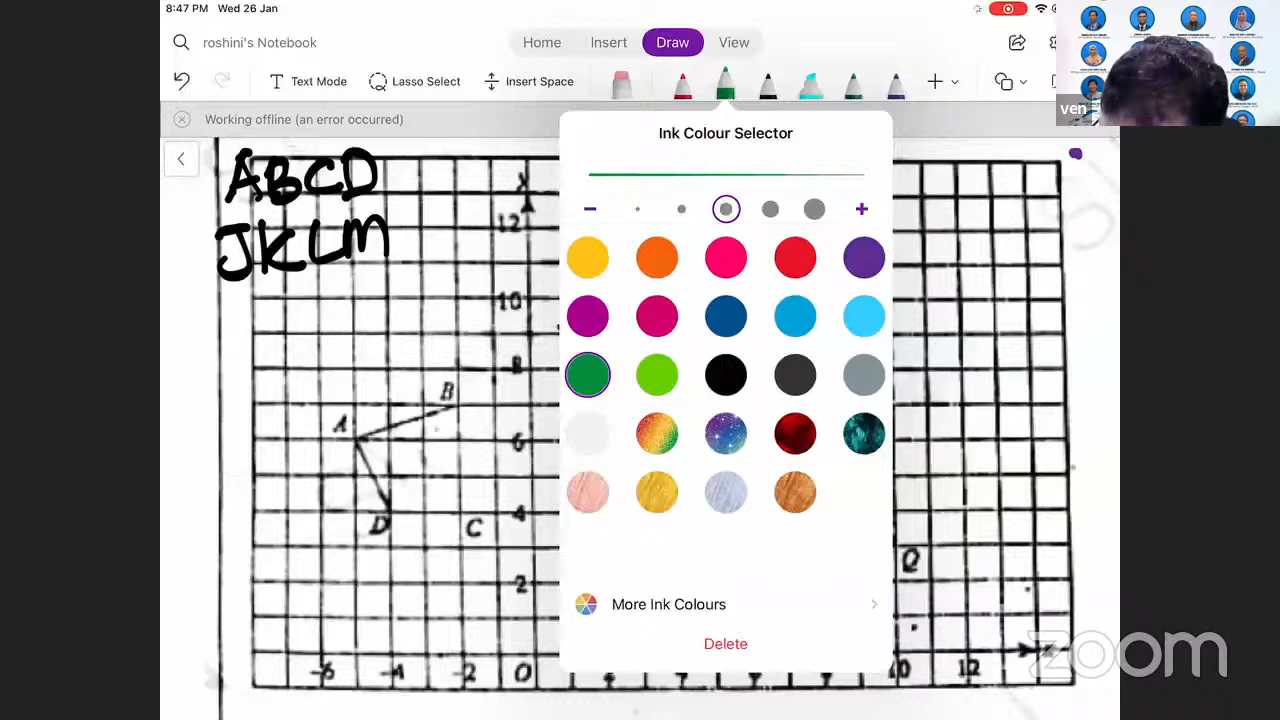 8:47 PM Wed 26 Jan
roshini's Notebook
Home Insert Draw View
Text Mode Lasso Select Insert Space
Working offline (an error occurred)
ven
Ink Colour Selector
ABCD
JKLM
12
10
8
B
A
6
D
C
4
Q
2
-6 -4 -2 0
10 12
More Ink Colours
Delete
zoom